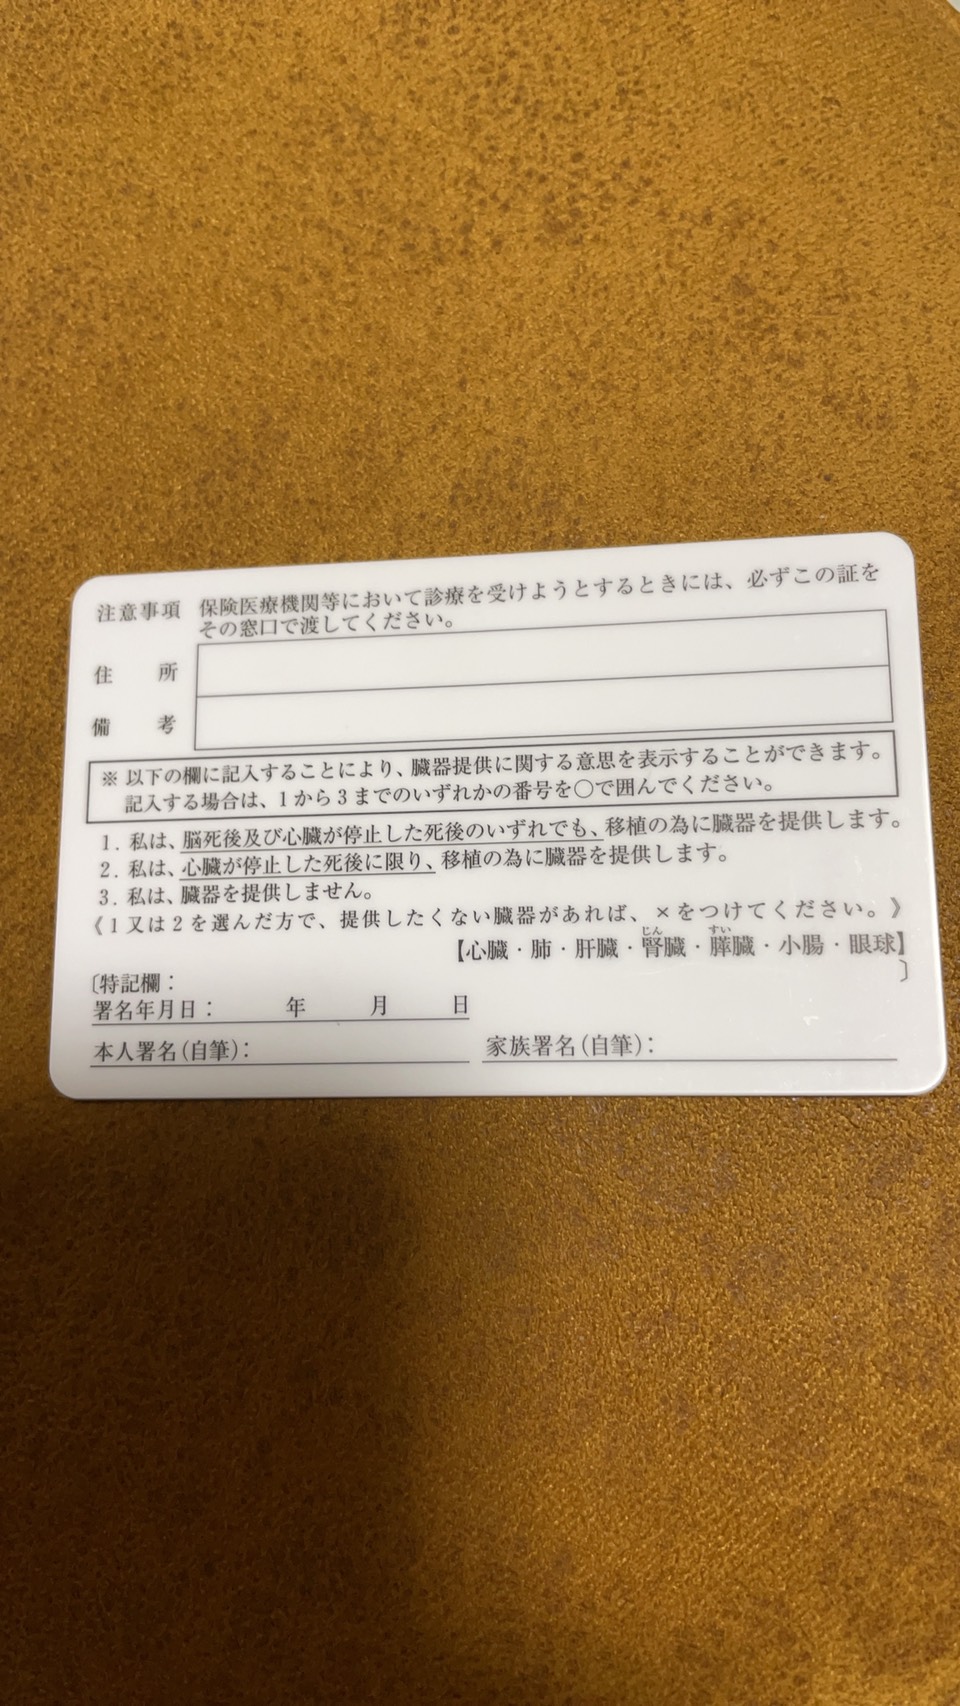 注意事項 保険医療機関等において診療を受けようとするときには、必ずこの証を
その窓口で渡してください。
住所
備考
※ 以下の欄に記入することにより、臓器提供に関する意思を表示することができます。
記入する場合は、1から3までのいずれかの番号を○で囲んでください。
1. 私は、脳死後及び心臓が停止した死後のいずれでも、移植の為に臓器を提供します。
2. 私は、心臓が停止した死後に限り、移植の為に臓器を提供します。
3. 私は、臓器を提供しません。
《1又は2を選んだ方で、提供したくない臓器があれば、×をつけてください。》
じん すい
【心臓・肺・肝臓・腎臓・膵臓・小腸・眼球】
〔特記欄: 〕
署名年月日: 年 月 日
本人署名(自筆): 家族署名(自筆):